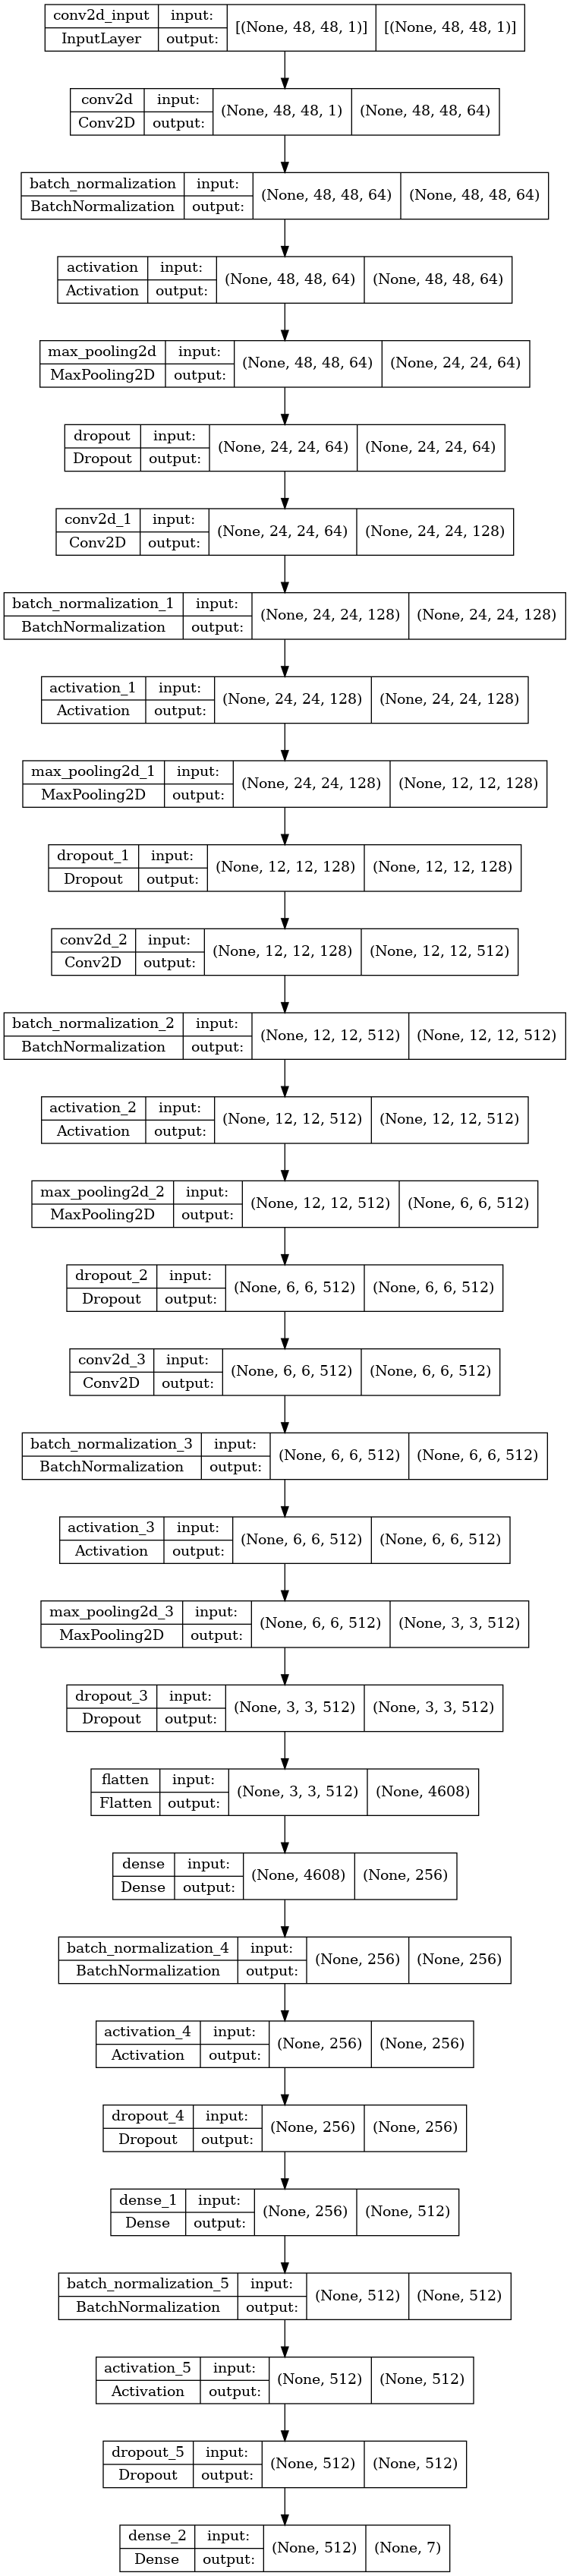 conv2d_input input: [(None, 48, 48, 1)] [(None, 48, 48, 1)]
InputLayer output:
conv2d input: (None, 48, 48, 1) (None, 48, 48, 64)
Conv2D output:
batch_normalization input: (None, 48, 48, 64) (None, 48, 48, 64)
BatchNormalization output:
activation input: (None, 48, 48, 64) (None, 48, 48, 64)
Activation output:
max_pooling2d input: (None, 48, 48, 64) (None, 24, 24, 64)
MaxPooling2D output:
dropout input: (None, 24, 24, 64) (None, 24, 24, 64)
Dropout output:
conv2d_1 input: (None, 24, 24, 64) (None, 24, 24, 128)
Conv2D output:
batch_normalization_1 input: (None, 24, 24, 128) (None, 24, 24, 128)
BatchNormalization output:
activation_1 input: (None, 24, 24, 128) (None, 24, 24, 128)
Activation output:
max_pooling2d_1 input: (None, 24, 24, 128) (None, 12, 12, 128)
MaxPooling2D output:
dropout_1 input: (None, 12, 12, 128) (None, 12, 12, 128)
Dropout output:
conv2d_2 input: (None, 12, 12, 128) (None, 12, 12, 512)
Conv2D output:
batch_normalization_2 input: (None, 12, 12, 512) (None, 12, 12, 512)
BatchNormalization output:
activation_2 input: (None, 12, 12, 512) (None, 12, 12, 512)
Activation output:
max_pooling2d_2 input: (None, 12, 12, 512) (None, 6, 6, 512)
MaxPooling2D output:
dropout_2 input: (None, 6, 6, 512) (None, 6, 6, 512)
Dropout output:
conv2d_3 input: (None, 6, 6, 512) (None, 6, 6, 512)
Conv2D output:
batch_normalization_3 input: (None, 6, 6, 512) (None, 6, 6, 512)
BatchNormalization output:
activation_3 input: (None, 6, 6, 512) (None, 6, 6, 512)
Activation output:
max_pooling2d_3 input: (None, 6, 6, 512) (None, 3, 3, 512)
MaxPooling2D output:
dropout_3 input: (None, 3, 3, 512) (None, 3, 3, 512)
Dropout output:
flatten input: (None, 3, 3, 512) (None, 4608)
Flatten output:
dense input: (None, 4608) (None, 256)
Dense output:
batch_normalization_4 input: (None, 256) (None, 256)
BatchNormalization output:
activation_4 input: (None, 256) (None, 256)
Activation output:
dropout_4 input: (None, 256) (None, 256)
Dropout output:
dense_1 input: (None, 256) (None, 512)
Dense output:
batch_normalization_5 input: (None, 512) (None, 512)
BatchNormalization output:
activation_5 input: (None, 512) (None, 512)
Activation output:
dropout_5 input: (None, 512) (None, 512)
Dropout output:
dense_2 input: (None, 512) (None, 7)
Dense output: